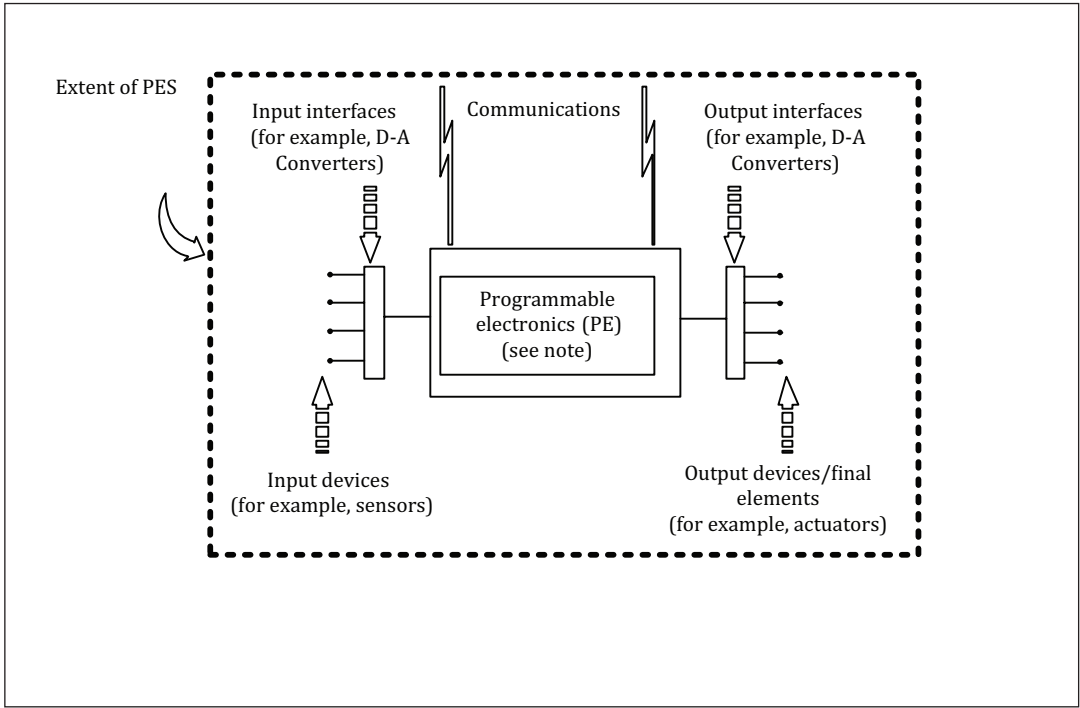 Extent of PES
Input interfaces
(for example, D-A
Converters)
Communications
Output interfaces
(for example, D-A
Converters)
Programmable
electronics (PE)
(see note)
Input devices
(for example, sensors)
Output devices/final
elements
(for example, actuators)